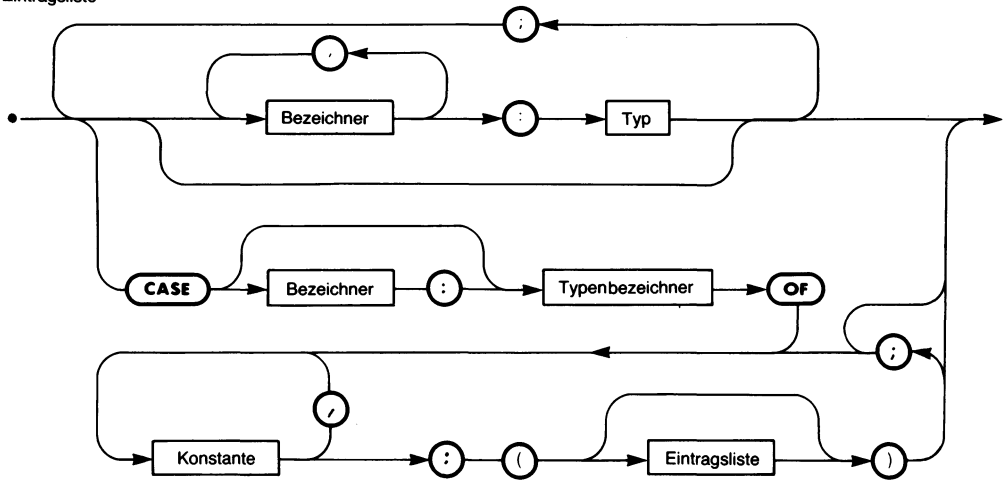 Eintragsliste
;
,
Bezeichner : Typ
CASE Bezeichner : Typenbezeichner OF
;
,
Konstante : ( Eintragsliste )